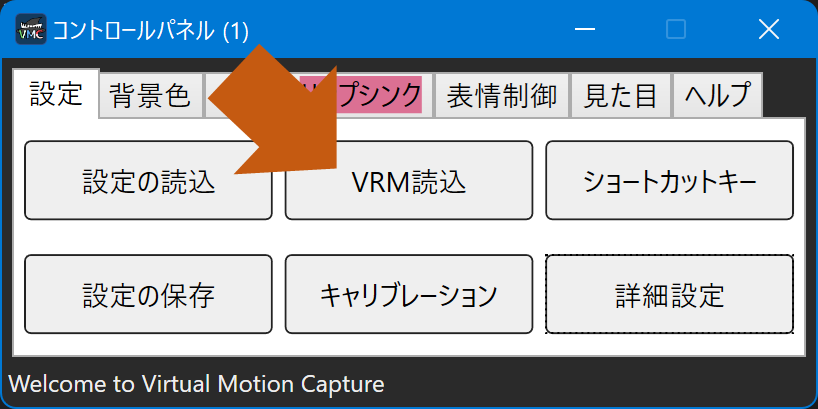 VMC コントロールパネル (1)
設定 背景色 プシンク 表情制御 見た目 ヘルプ
設定の読込 VRM読込 ショートカットキー
設定の保存 キャリブレーション 詳細設定
Welcome to Virtual Motion Capture